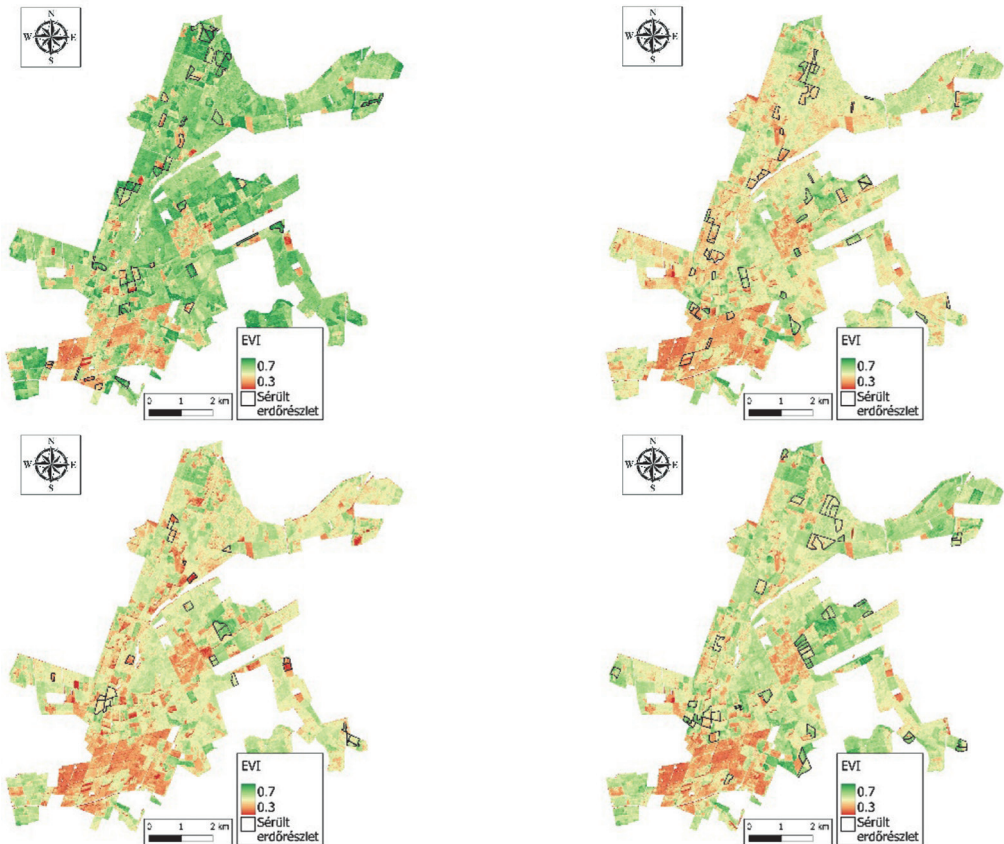 N
W E
S
EVI
0.7
0.3
Sérült
erdőrészlet
0 1 2 km
N
W E
S
EVI
0.7
0.3
Sérült
erdőrészlet
0 1 2 km
N
W E
S
EVI
0.7
0.3
Sérült
erdőrészlet
0 1 2 km
N
W E
S
EVI
0.7
0.3
Sérült
erdőrészlet
0 1 2 km